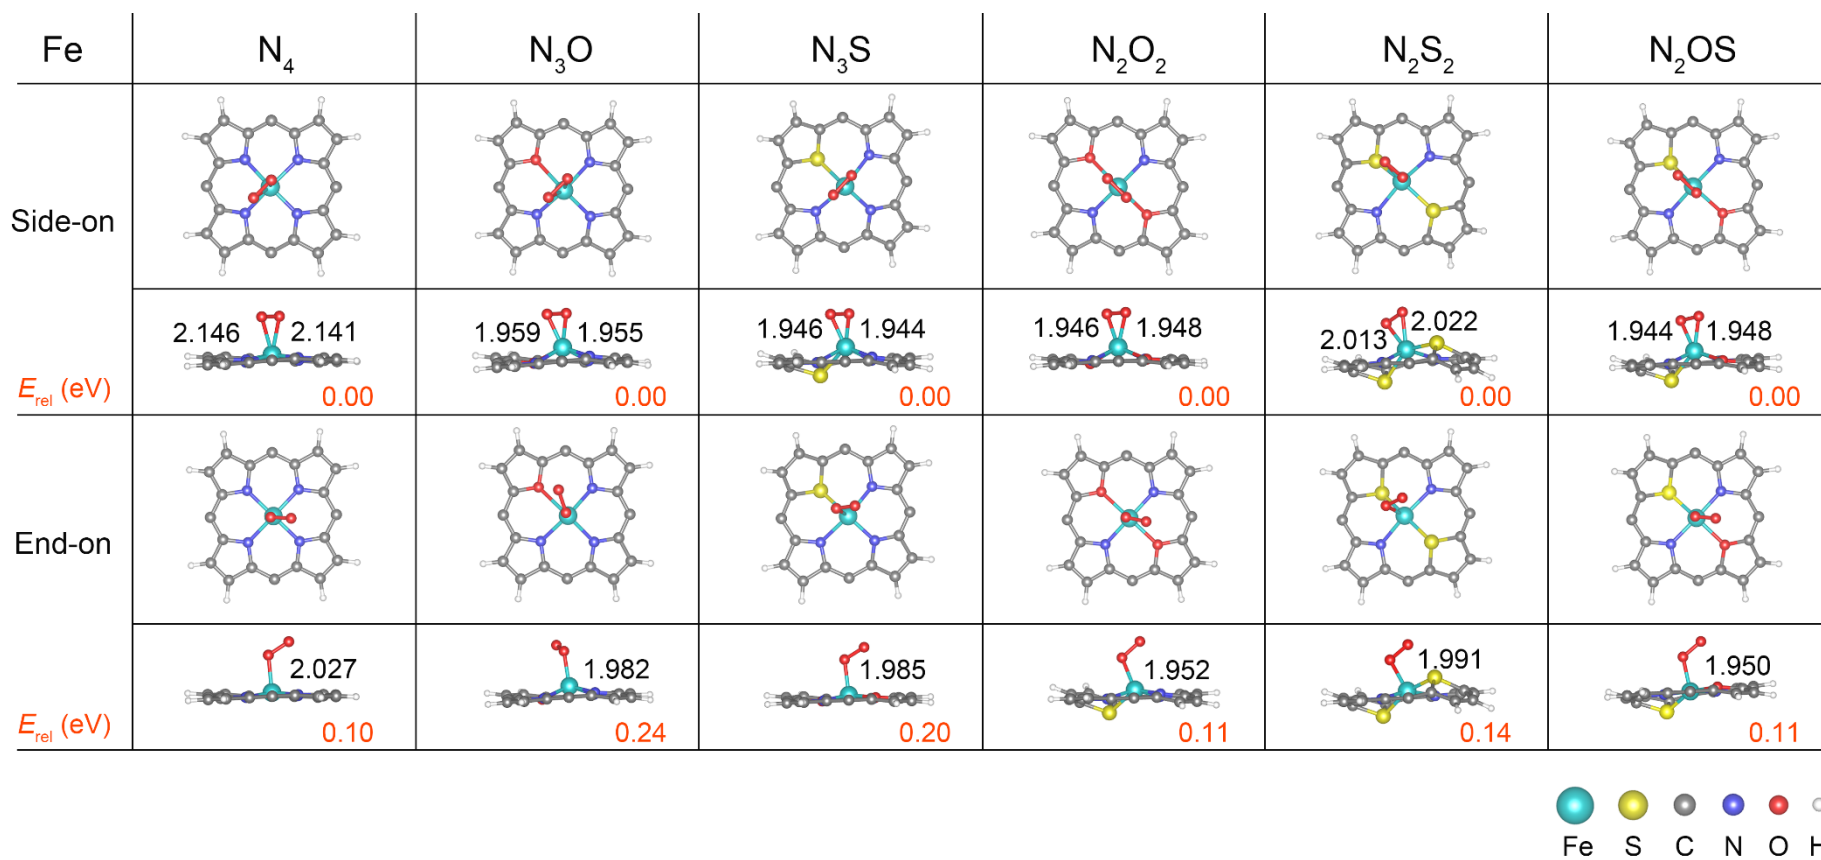 Fe N4 N3O N3S N2O2 N2S2 N2OS
Side-on
2.146 2.141 1.959 1.955 1.946 1.944 1.946 1.948 2.013 2.022 1.944 1.948
Erel (eV) 0.00 0.00 0.00 0.00 0.00 0.00
End-on
2.027 1.982 1.985 1.952 1.991 1.950
Erel (eV) 0.10 0.24 0.20 0.11 0.14 0.11
Fe S C N O H